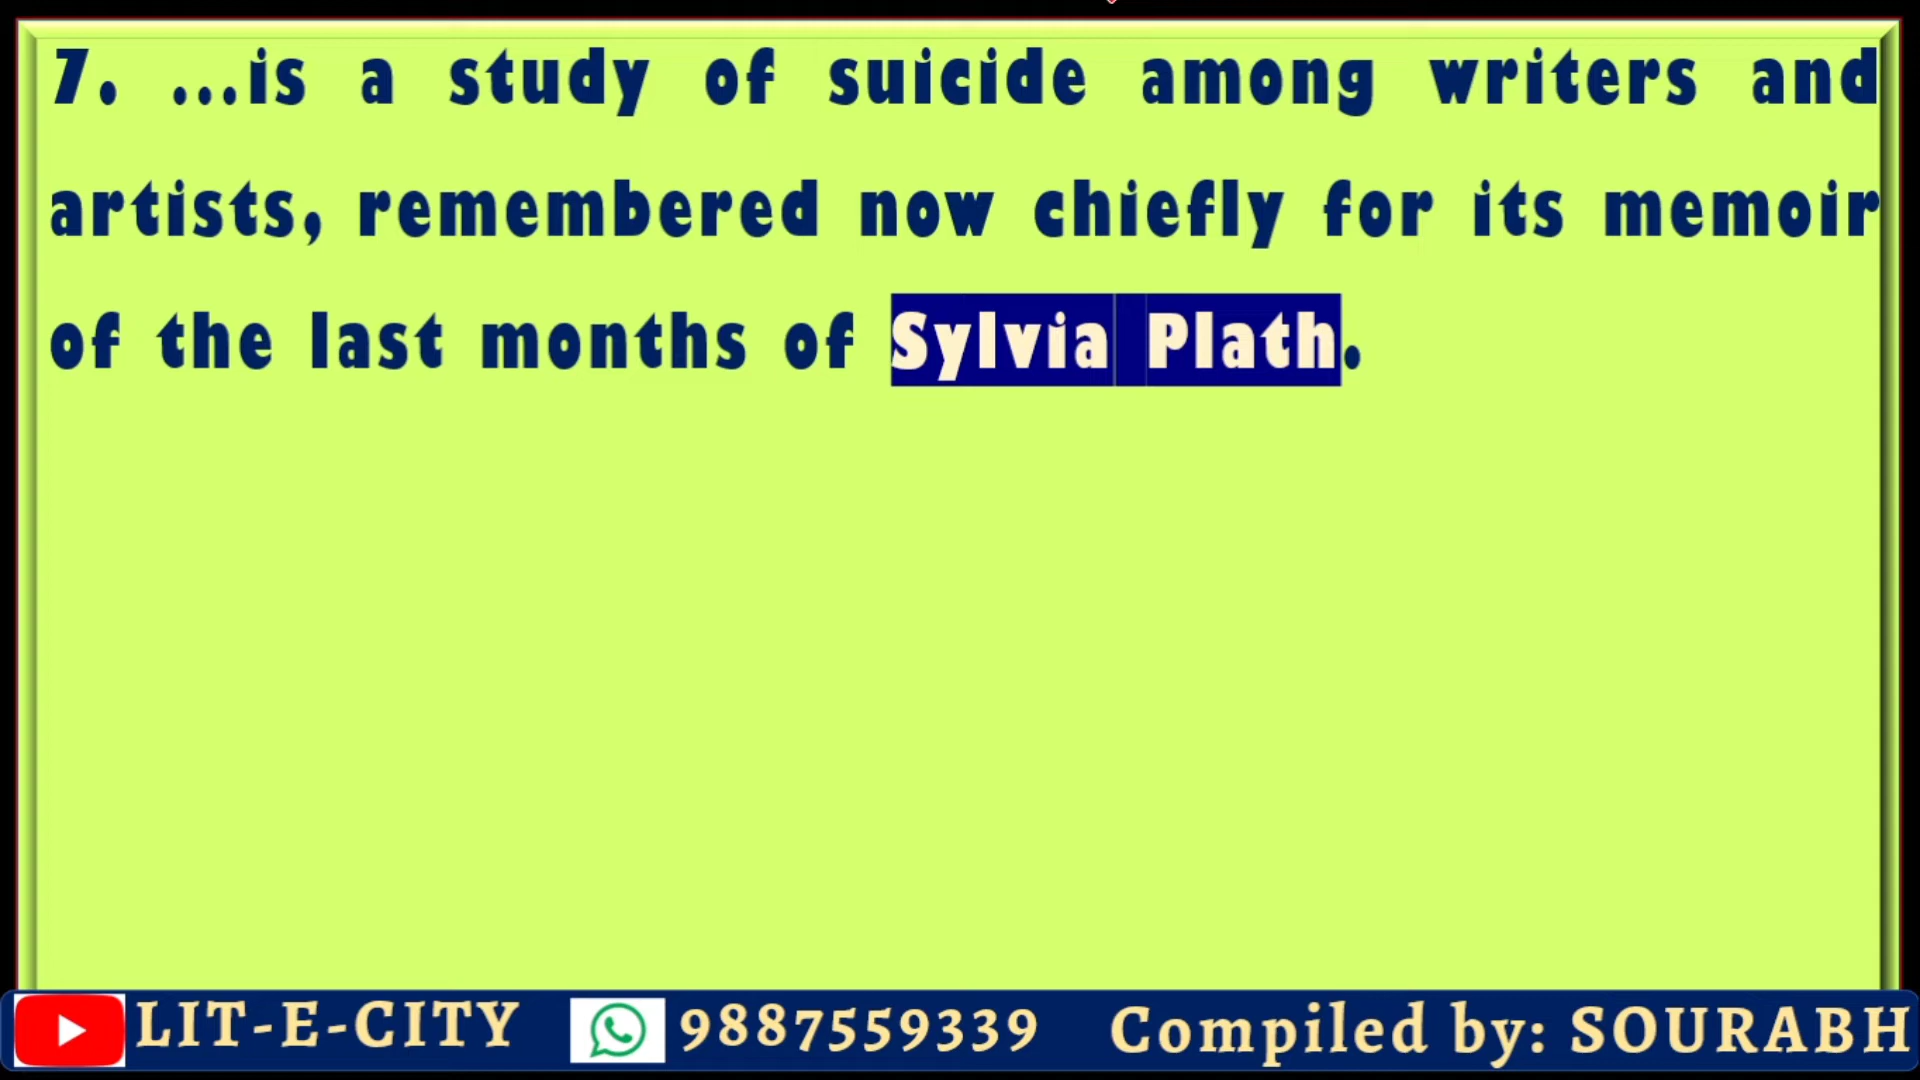 7. ...is a study of suicide among writers and
artists, remembered now chiefly for its memoir
of the last months of Sylvia Plath.
LIT-E-CITY 9887559339 Compiled by: SOURABH